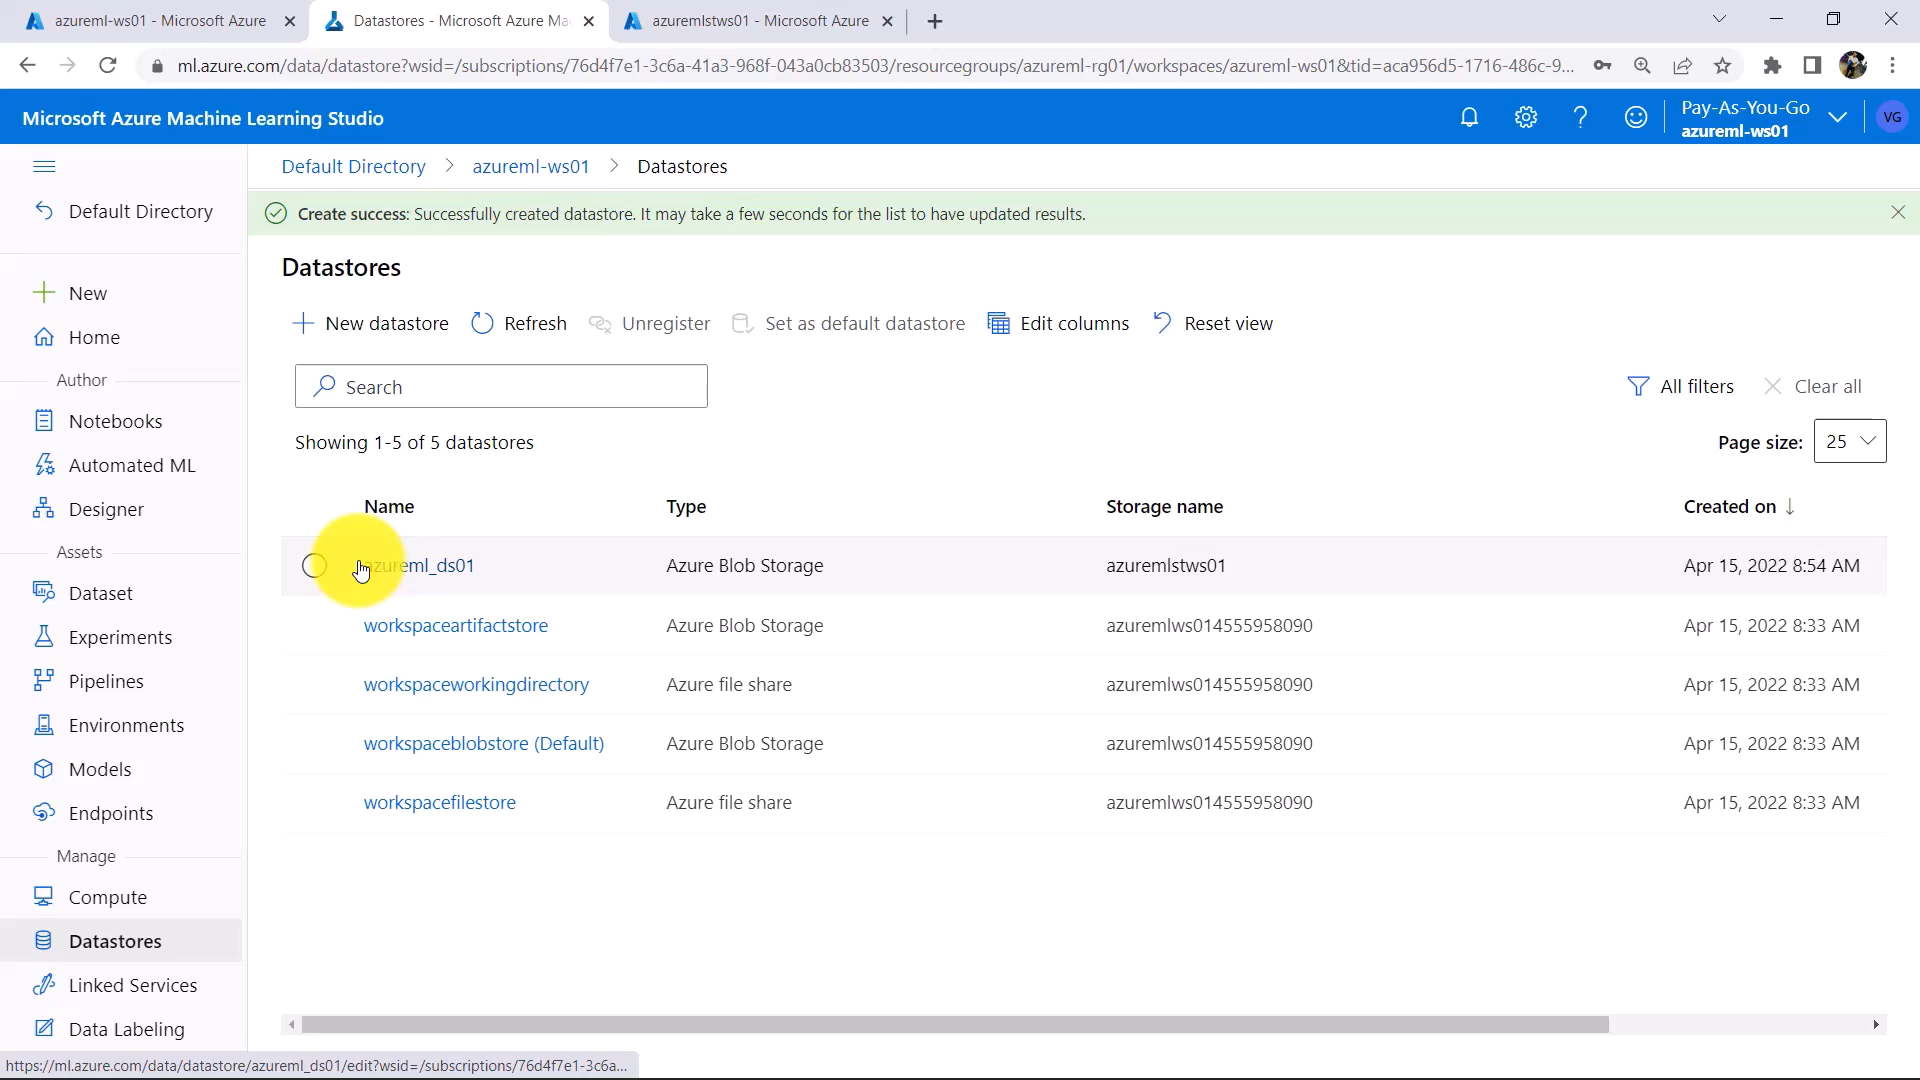 azureml-ws01 - Microsoft Azure
Datastores - Microsoft Azure Ma
azuremlstws01 - Microsoft Azure
ml.azure.com/data/datastore?wsid=/subscriptions/76d4f7e1-3c6a-41a3-968f-043a0cb83503/resourcegroups/azureml-rg01/workspaces/azureml-ws01&tid=aca956d5-1716-486c-9...
Microsoft Azure Machine Learning Studio
Pay-As-You-Go
azureml-ws01
VG
Default Directory
azureml-ws01
Datastores
Default Directory
Create success: Successfully created datastore. It may take a few seconds for the list to have updated results.
Datastores
New
New datastore
Refresh
Unregister
Set as default datastore
Edit columns
Reset view
Home
Author
Search
All filters
Clear all
Notebooks
Showing 1-5 of 5 datastores
Page size:
25
Automated ML
Designer
Name
Type
Storage name
Created on
Assets
azureml_ds01
Azure Blob Storage
azuremlstws01
Apr 15, 2022 8:54 AM
Dataset
workspaceartifactstore
Azure Blob Storage
azuremlws014555958090
Apr 15, 2022 8:33 AM
Experiments
workspaceworkingdirectory
Azure file share
azuremlws014555958090
Apr 15, 2022 8:33 AM
Pipelines
Environments
workspaceblobstore (Default)
Azure Blob Storage
azuremlws014555958090
Apr 15, 2022 8:33 AM
Models
workspacefilestore
Azure file share
azuremlws014555958090
Apr 15, 2022 8:33 AM
Endpoints
Manage
Compute
Datastores
Linked Services
Data Labeling
https://ml.azure.com/data/datastore/azureml_ds01/edit?wsid=/subscriptions/76d4f7e1-3c6a...